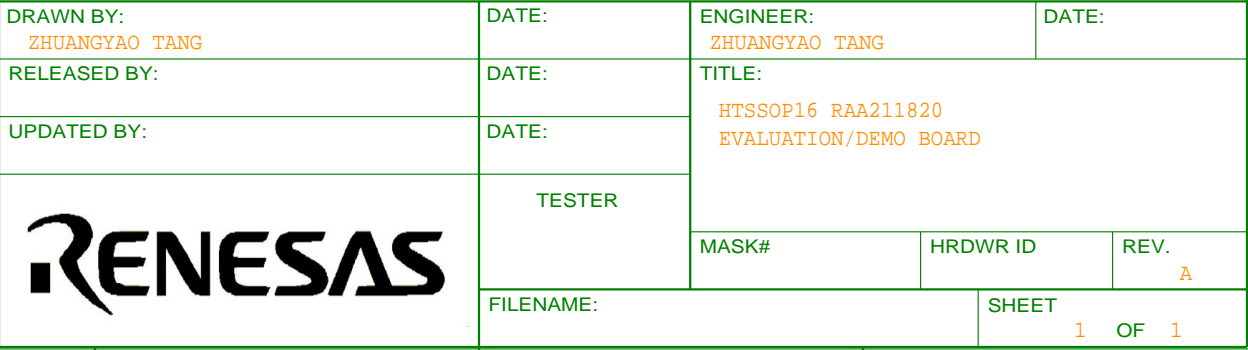 DRAWN BY:
ZHUANGYAO TANG
DATE:
ENGINEER:
ZHUANGYAO TANG
DATE:
RELEASED BY:
DATE:
TITLE:
HTSSOP16 RAA211820
EVALUATION/DEMO BOARD
UPDATED BY:
DATE:
RENESAS
TESTER
MASK#
HRDWR ID
REV.
A
FILENAME:
SHEET
1 OF 1